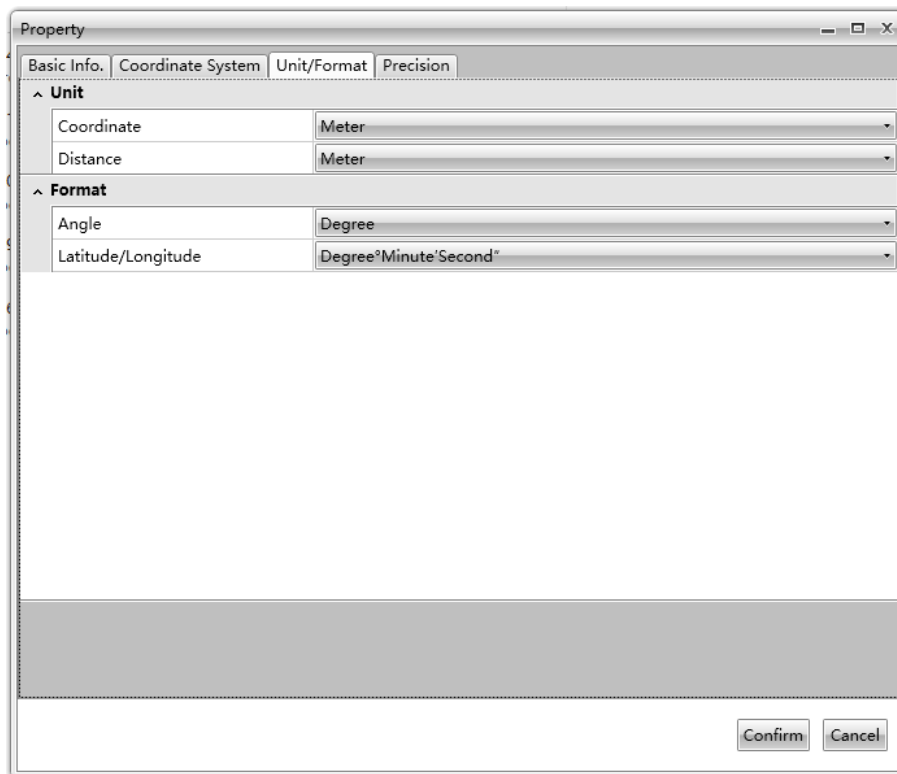 Property
Basic Info. Coordinate System Unit/Format Precision
Unit
Coordinate Meter
Distance Meter
Format
Angle Degree
Latitude/Longitude Degree°Minute'Second"
Confirm Cancel